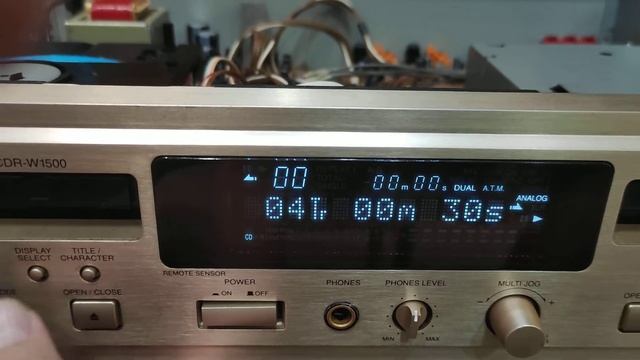 CDR-W1500
00 00m 00s DUAL A.T.M.
ANALOG
04Tr 00m 30s
CD
REMOTE SENSOR
DISPLAY SELECT
TITLE / CHARACTER
OPEN / CLOSE
POWER
ON OFF
PHONES
PHONES LEVEL
MIN MAX
MULTI JOG
- +